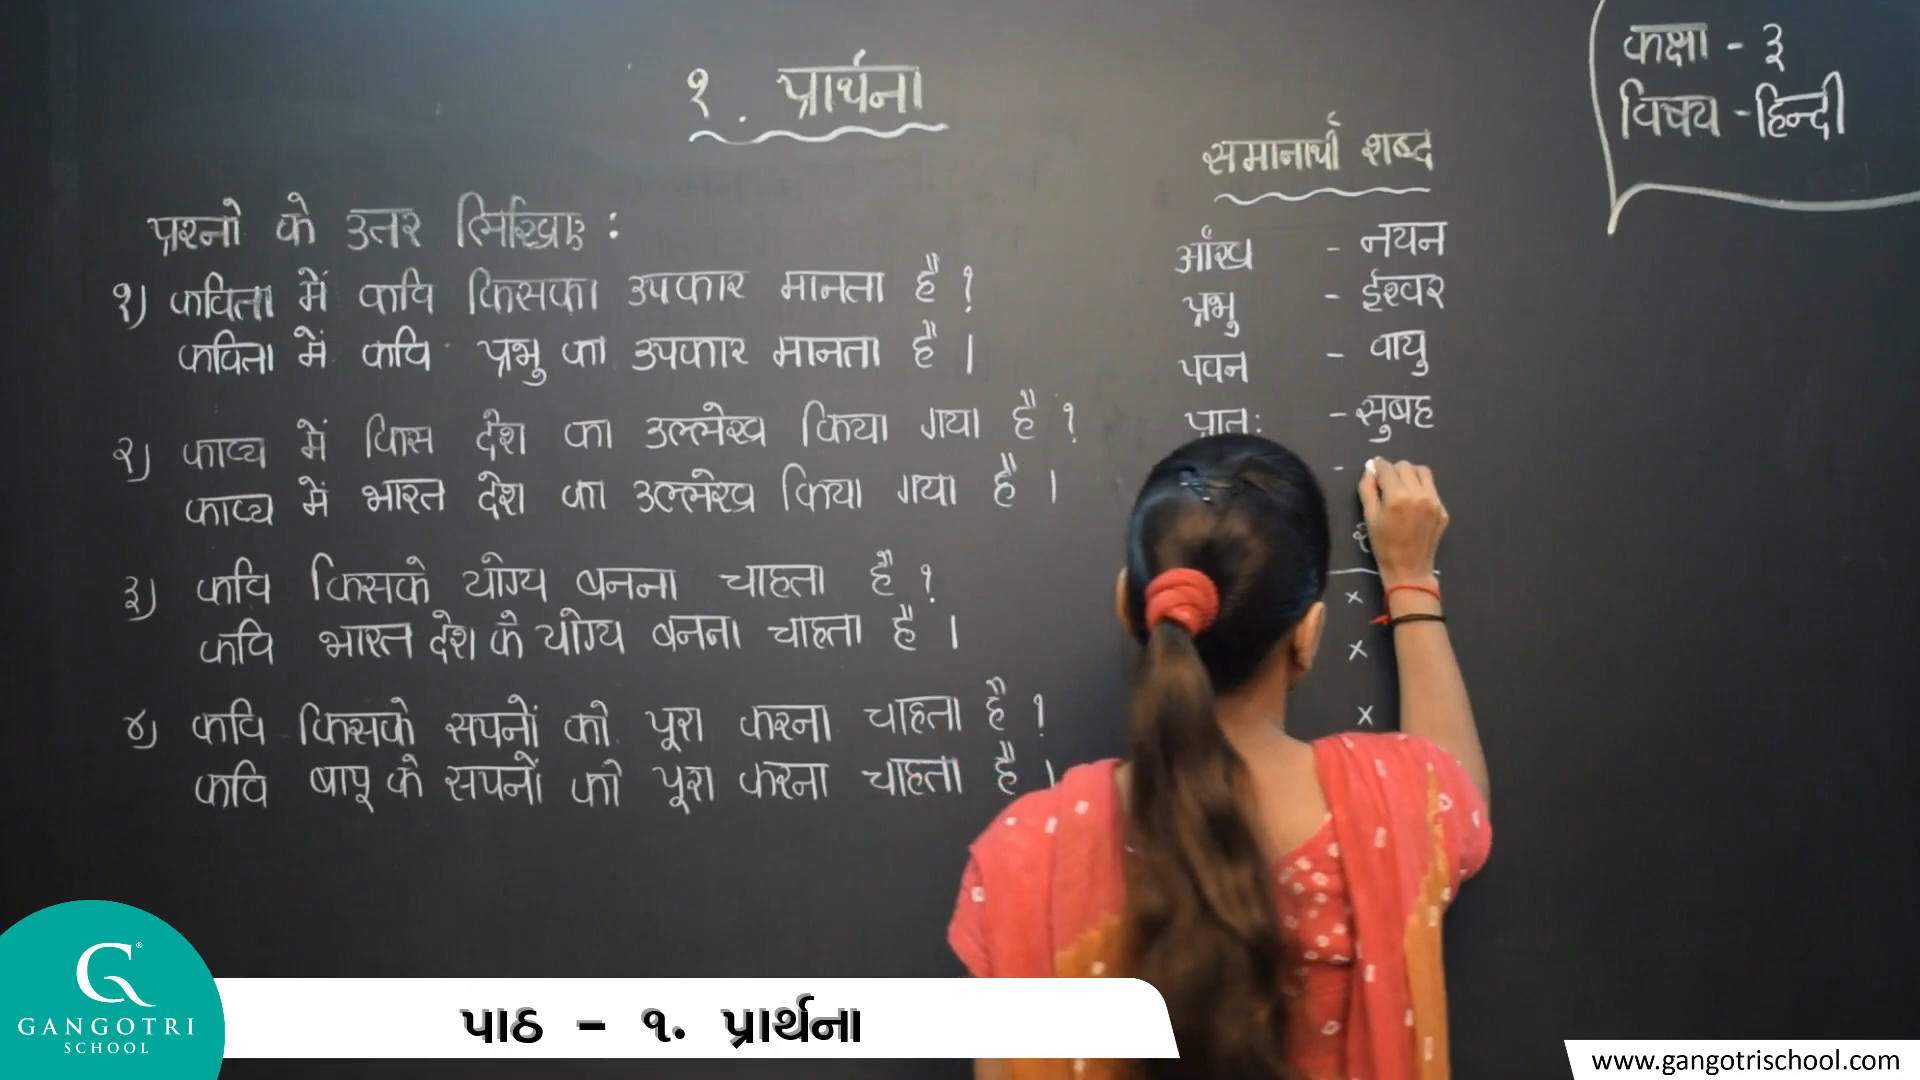 १. प्रार्थना
कक्षा - ३
विषय - हिन्दी
प्रश्नों के उत्तर लिखिए :
१) कविता में कवि किसका उपकार मानता है ?
कविता में कवि प्रभु का उपकार मानता है ।
२) काव्य में किस देश का उल्लेख किया गया है ?
काव्य में भारत देश का उल्लेख किया गया है ।
३) कवि किसके योग्य बनना चाहता है ?
कवि भारत देश के योग्य बनना चाहता है ।
४) कवि किसके सपनों को पूरा करना चाहता है ?
कवि बापू के सपनों को पूरा करना चाहता है ।
समानार्थी शब्द
आँख - नयन
प्रभु - ईश्वर
पवन - वायु
प्रातः - सुबह
-
x
x
x
G®
GANGOTRI
SCHOOL
પાઠ - ૧. પ્રાર્થના
www.gangotrischool.com